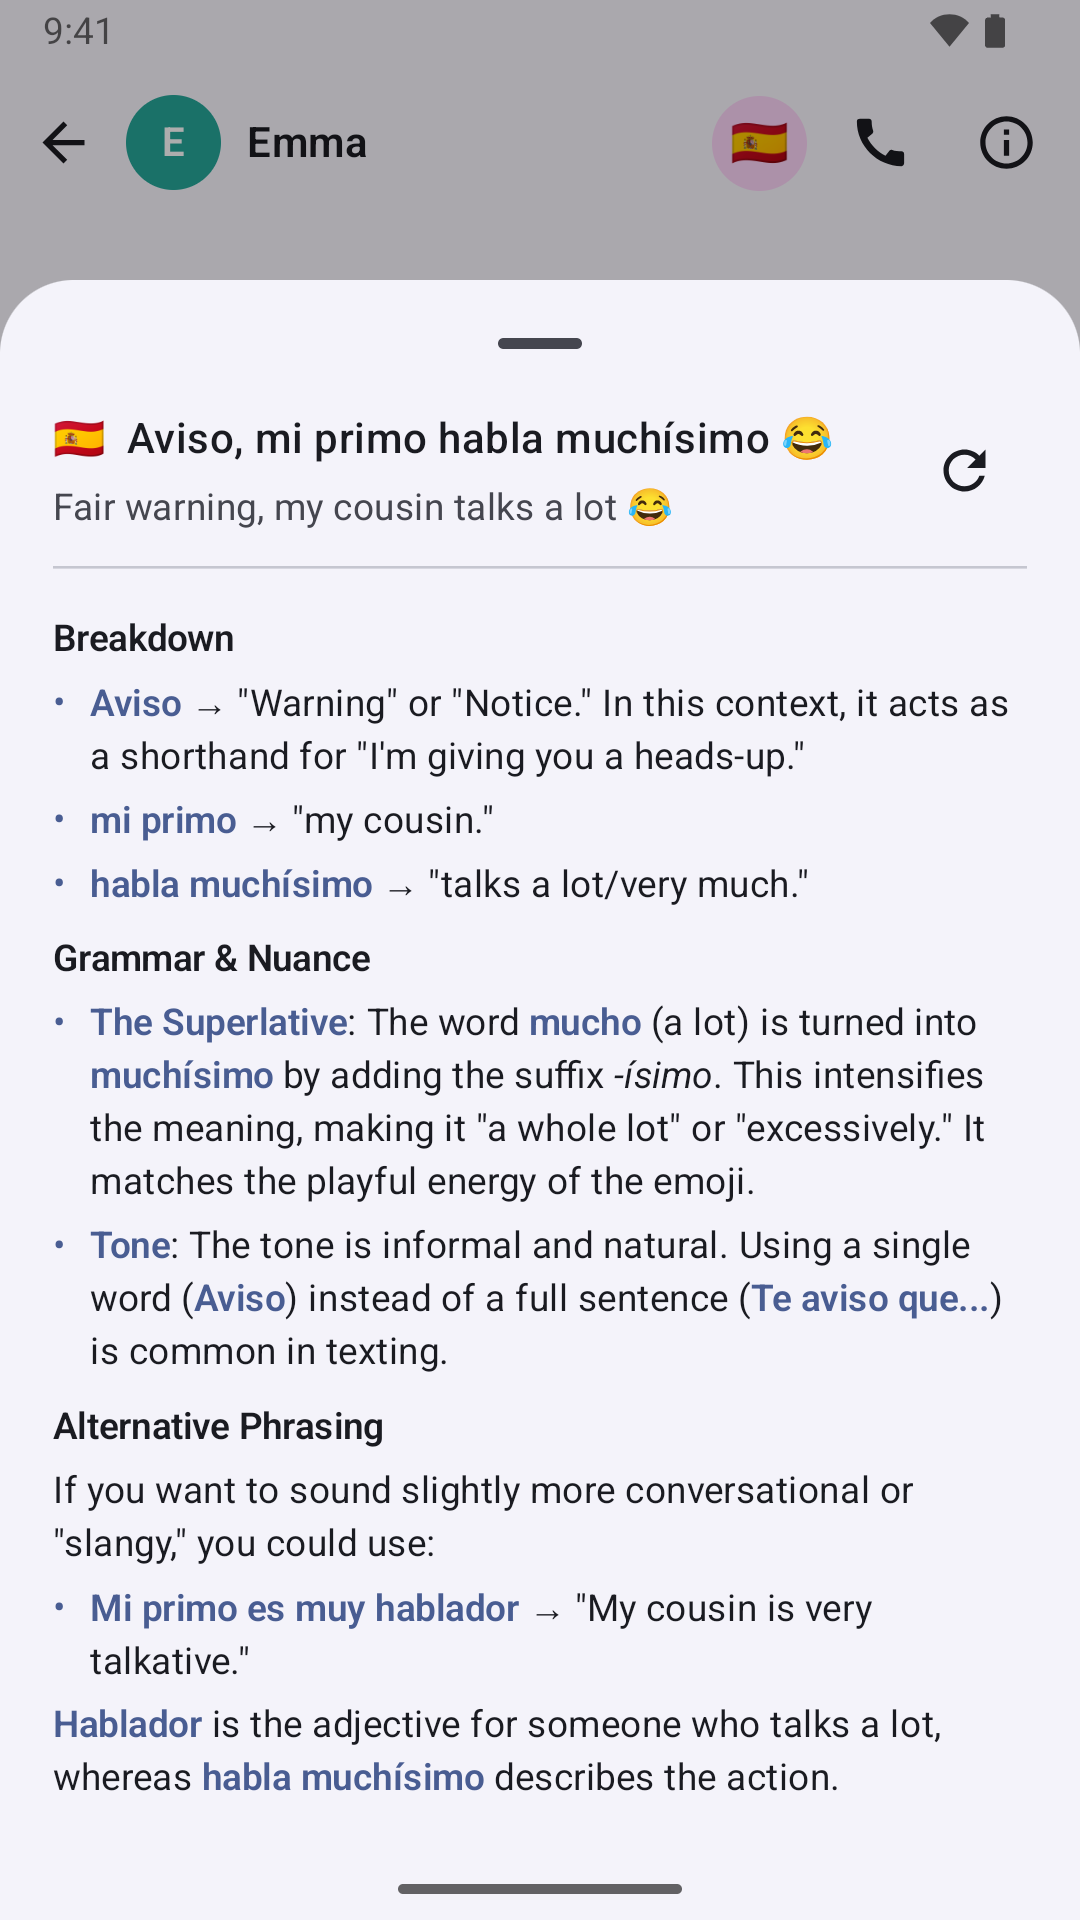 9:41
E Emma
🇪🇸 Aviso, mi primo habla muchísimo 😂
Fair warning, my cousin talks a lot 😂
Breakdown
• Aviso → "Warning" or "Notice." In this context, it acts as
a shorthand for "I'm giving you a heads-up."
• mi primo → "my cousin."
• habla muchísimo → "talks a lot/very much."
Grammar & Nuance
• The Superlative: The word mucho (a lot) is turned into
muchísimo by adding the suffix -ísimo. This intensifies
the meaning, making it "a whole lot" or "excessively." It
matches the playful energy of the emoji.
• Tone: The tone is informal and natural. Using a single
word (Aviso) instead of a full sentence (Te aviso que...)
is common in texting.
Alternative Phrasing
If you want to sound slightly more conversational or
"slangy," you could use:
• Mi primo es muy hablador → "My cousin is very
talkative."
Hablador is the adjective for someone who talks a lot,
whereas habla muchísimo describes the action.